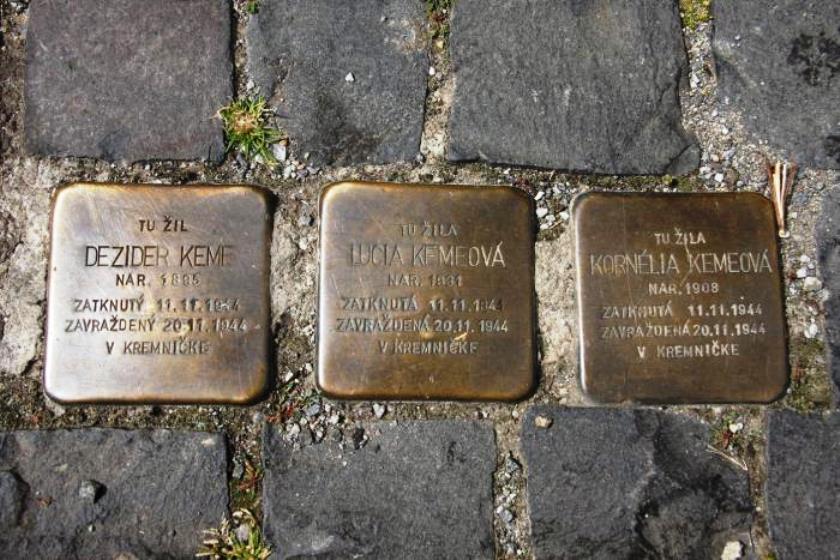 TU ŽIL
DEZIDER KEME
NAR. 1895
ZATKNUTÝ 11.11.1944
ZAVRAŽDENÝ 20.11.1944
V KREMNIČKE
TU ŽILA
LUCIA KEMEOVÁ
NAR. 1931
ZATKNUTÁ 11.11.1944
ZAVRAŽDENÁ 20.11.1944
V KREMNIČKE
TU ŽILA
KORNÉLIA KEMEOVÁ
NAR. 1908
ZATKNUTÁ 11.11.1944
ZAVRAŽDENÁ 20.11.1944
V KREMNIČKE